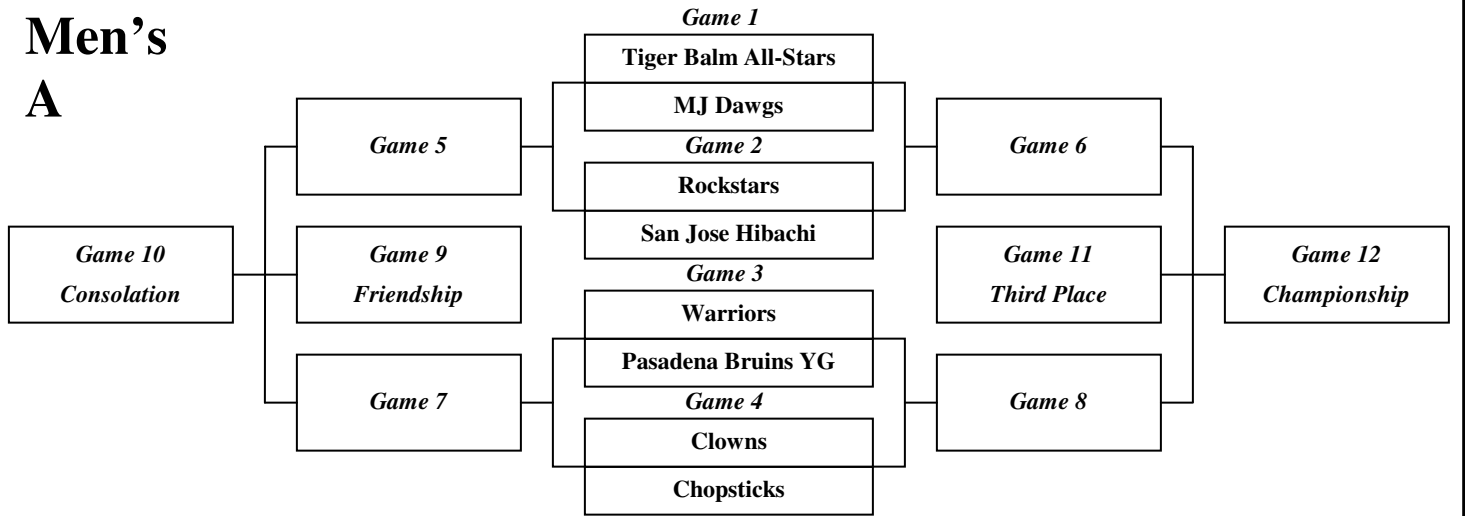 Men's
A
Game 1
Tiger Balm All-Stars
MJ Dawgs
Game 5
Game 2
Game 6
Rockstars
San Jose Hibachi
Game 10
Consolation
Game 9
Friendship
Game 3
Game 11
Third Place
Game 12
Championship
Warriors
Pasadena Bruins YG
Game 7
Game 4
Game 8
Clowns
Chopsticks